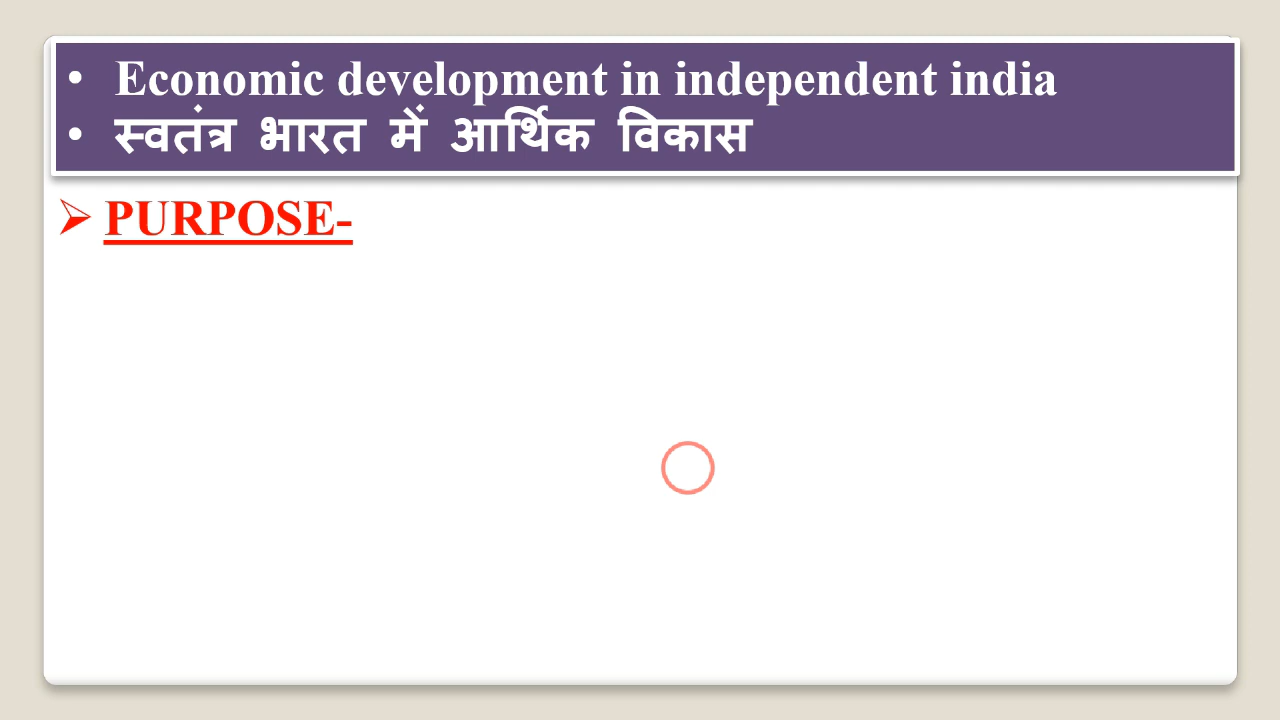 • Economic development in independent india
• स्वतंत्र भारत में आर्थिक विकास
➢ PURPOSE-